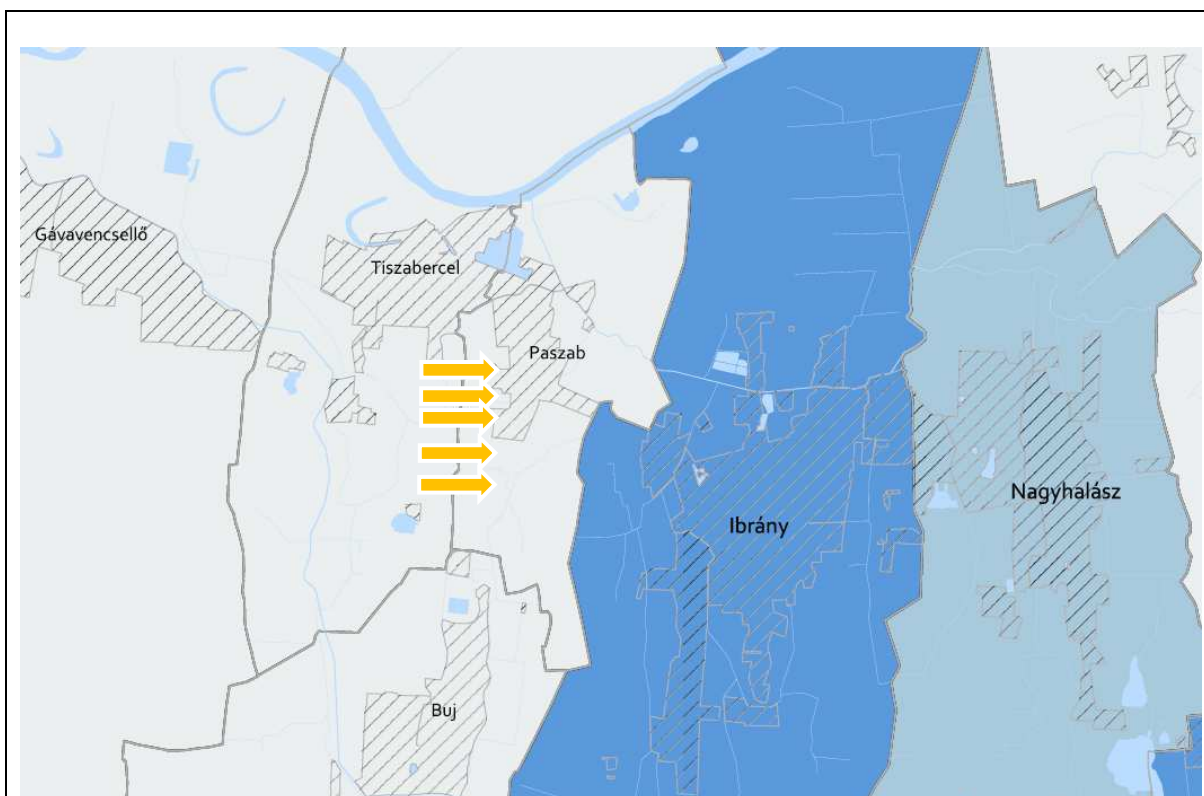 Gávavencsellő
Tiszabercel
Paszab
Nagyhalász
Ibrány
Buj